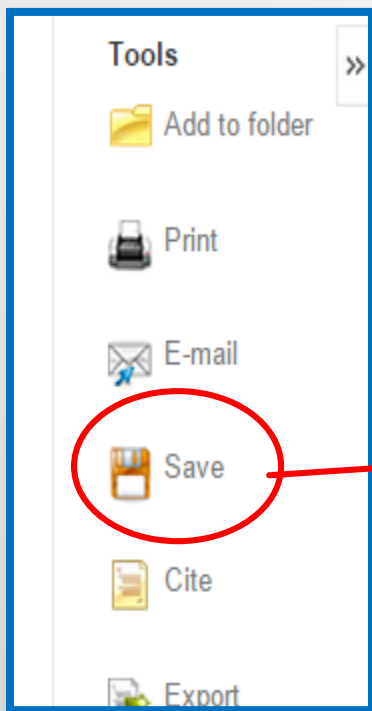 Tools
»
Add to folder
Print
E-mail
Save
Cite
Export